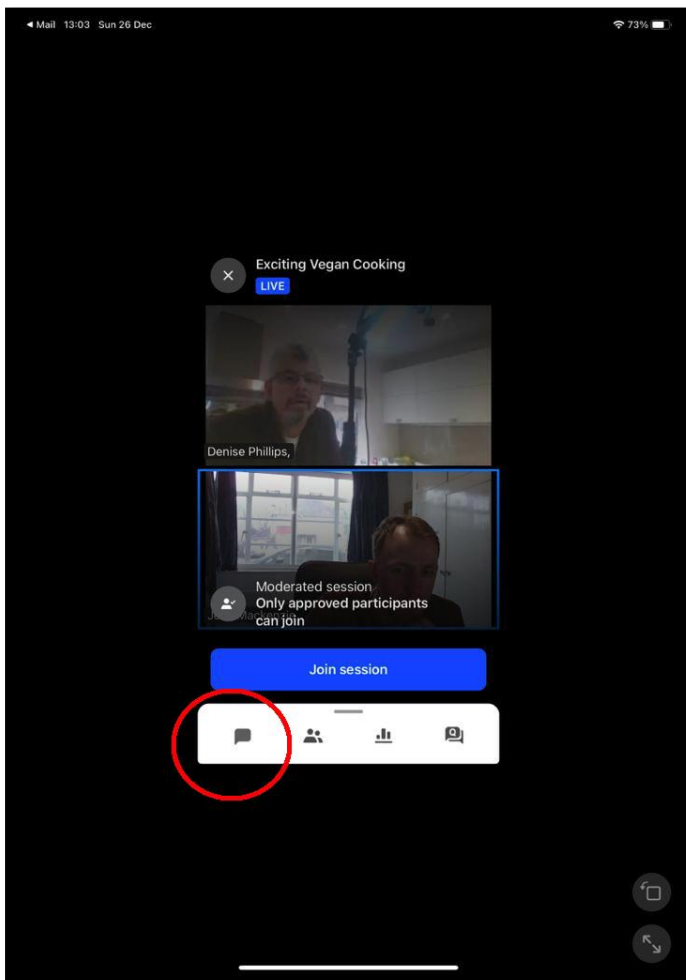 Mail 13:03 Sun 26 Dec
73%
Exciting Vegan Cooking
LIVE
Denise Phillips,
Moderated session
Only approved participants
Mackenzie
can join
Join session
Q